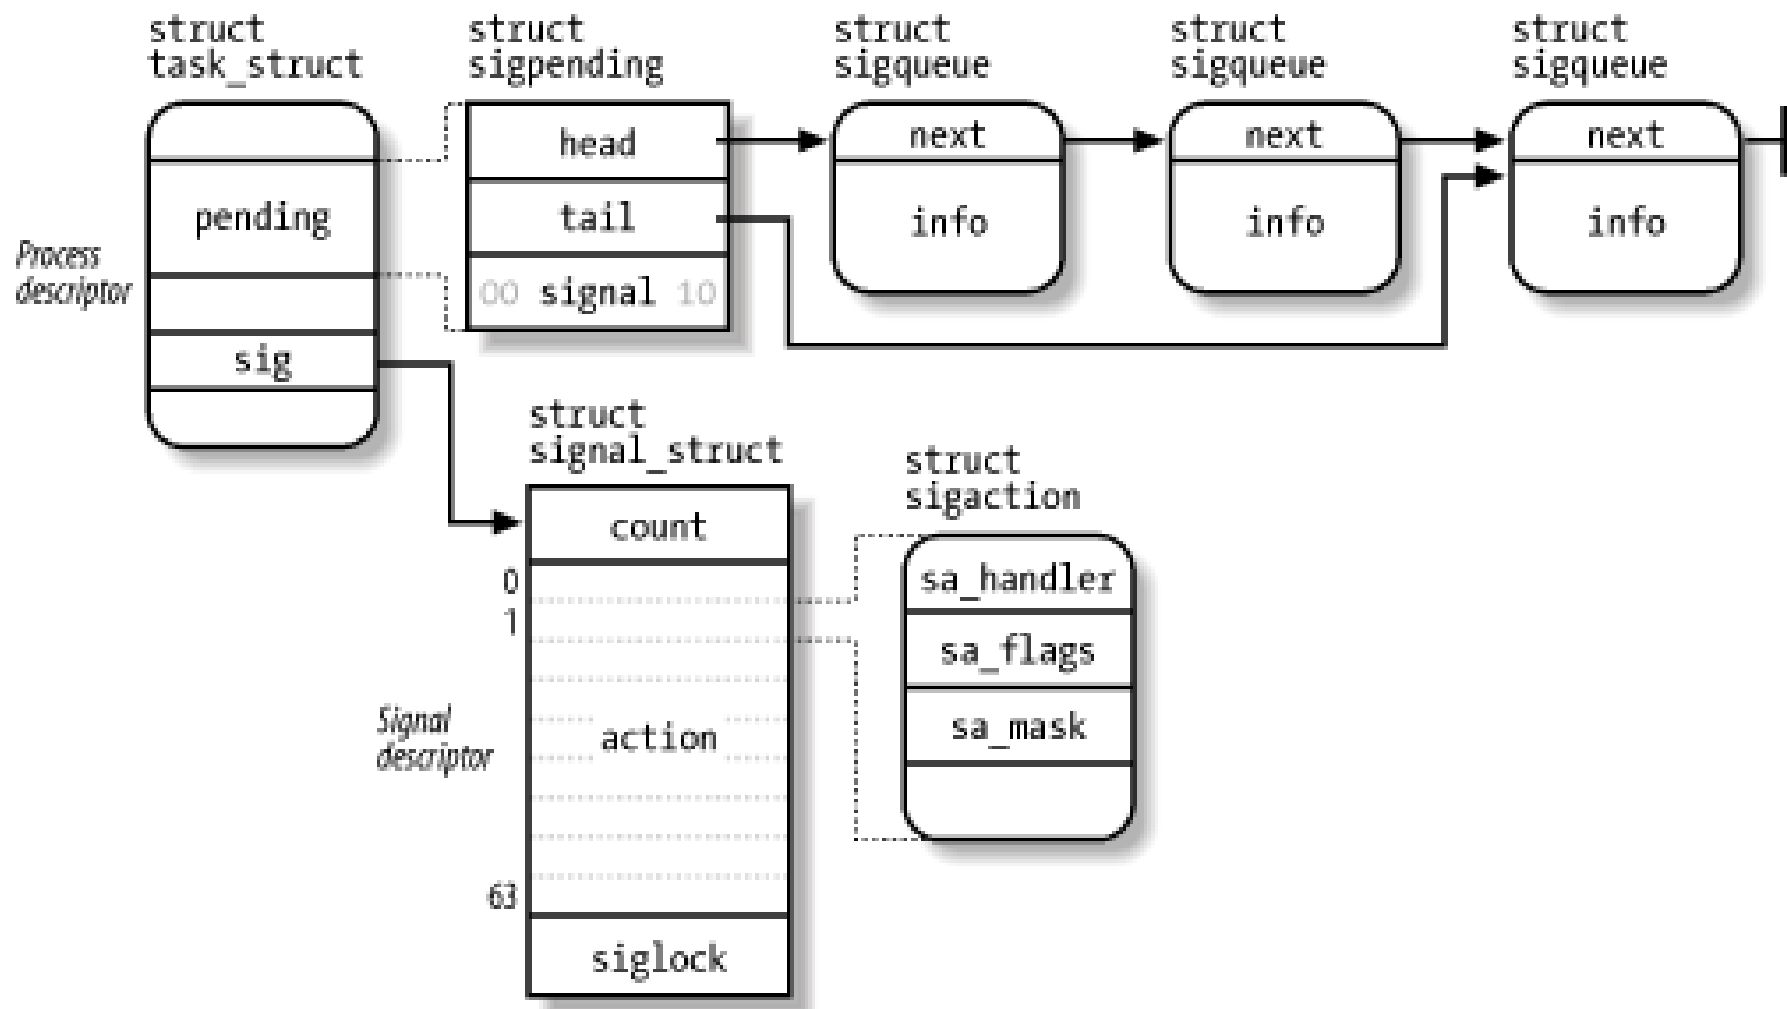 struct
task_struct
struct
sigpending
struct
sigqueue
struct
sigqueue
struct
sigqueue
head
next
next
next
pending
tail
info
info
info
Process
descriptor
00 signal 10
sig
struct
signal_struct
struct
sigaction
count
0
1
sa_handler
sa_flags
sa_mask
Signal
descriptor
action
63
siglock